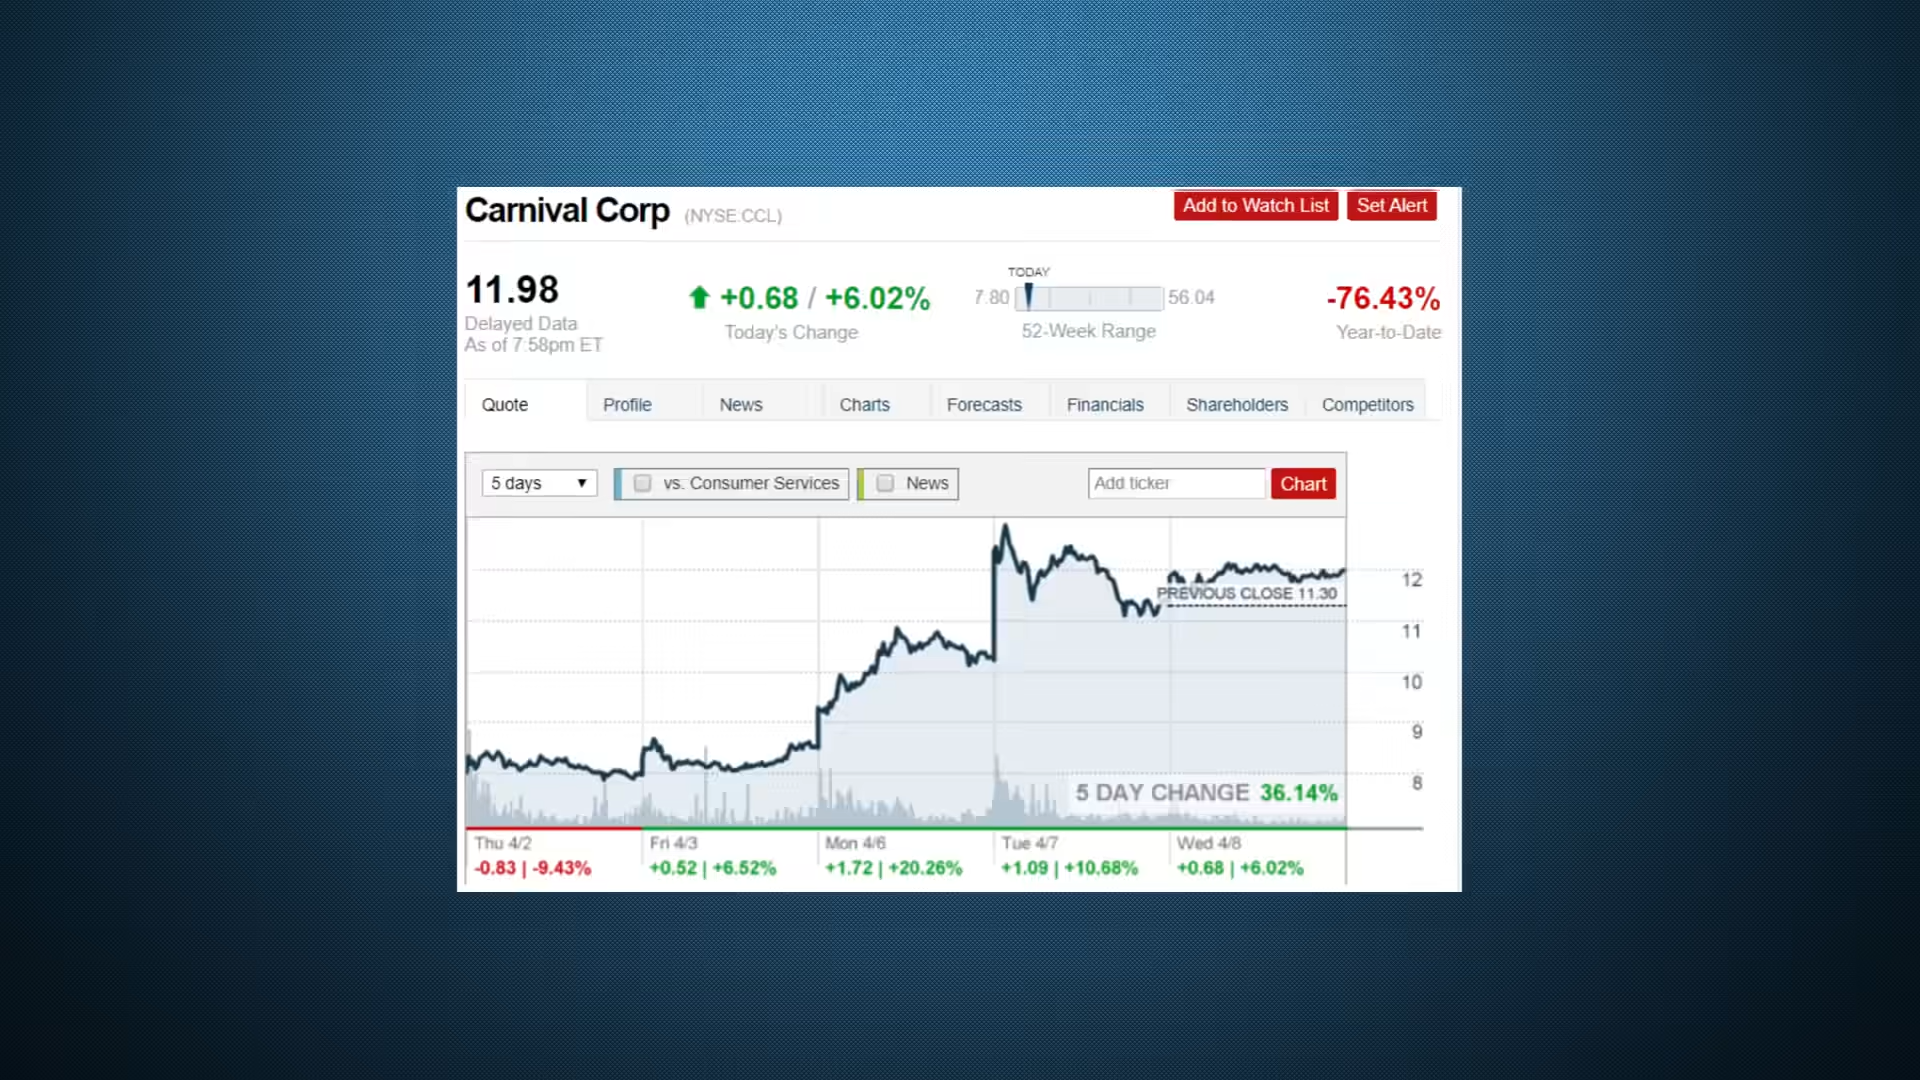 Carnival Corp (NYSE:CCL)
Add to Watch List Set Alert
TODAY
11.98 +0.68 / +6.02% 7.80 56.04 -76.43%
Delayed Data Today's Change 52-Week Range Year-to-Date
As of 7:58pm ET
Quote Profile News Charts Forecasts Financials Shareholders Competitors
5 days ▼ vs. Consumer Services News Add ticker Chart
12
PREVIOUS CLOSE 11.30
11
10
9
8
5 DAY CHANGE 36.14%
Thu 4/2 Fri 4/3 Mon 4/6 Tue 4/7 Wed 4/8
-0.83 | -9.43% +0.52 | +6.52% +1.72 | +20.26% +1.09 | +10.68% +0.68 | +6.02%